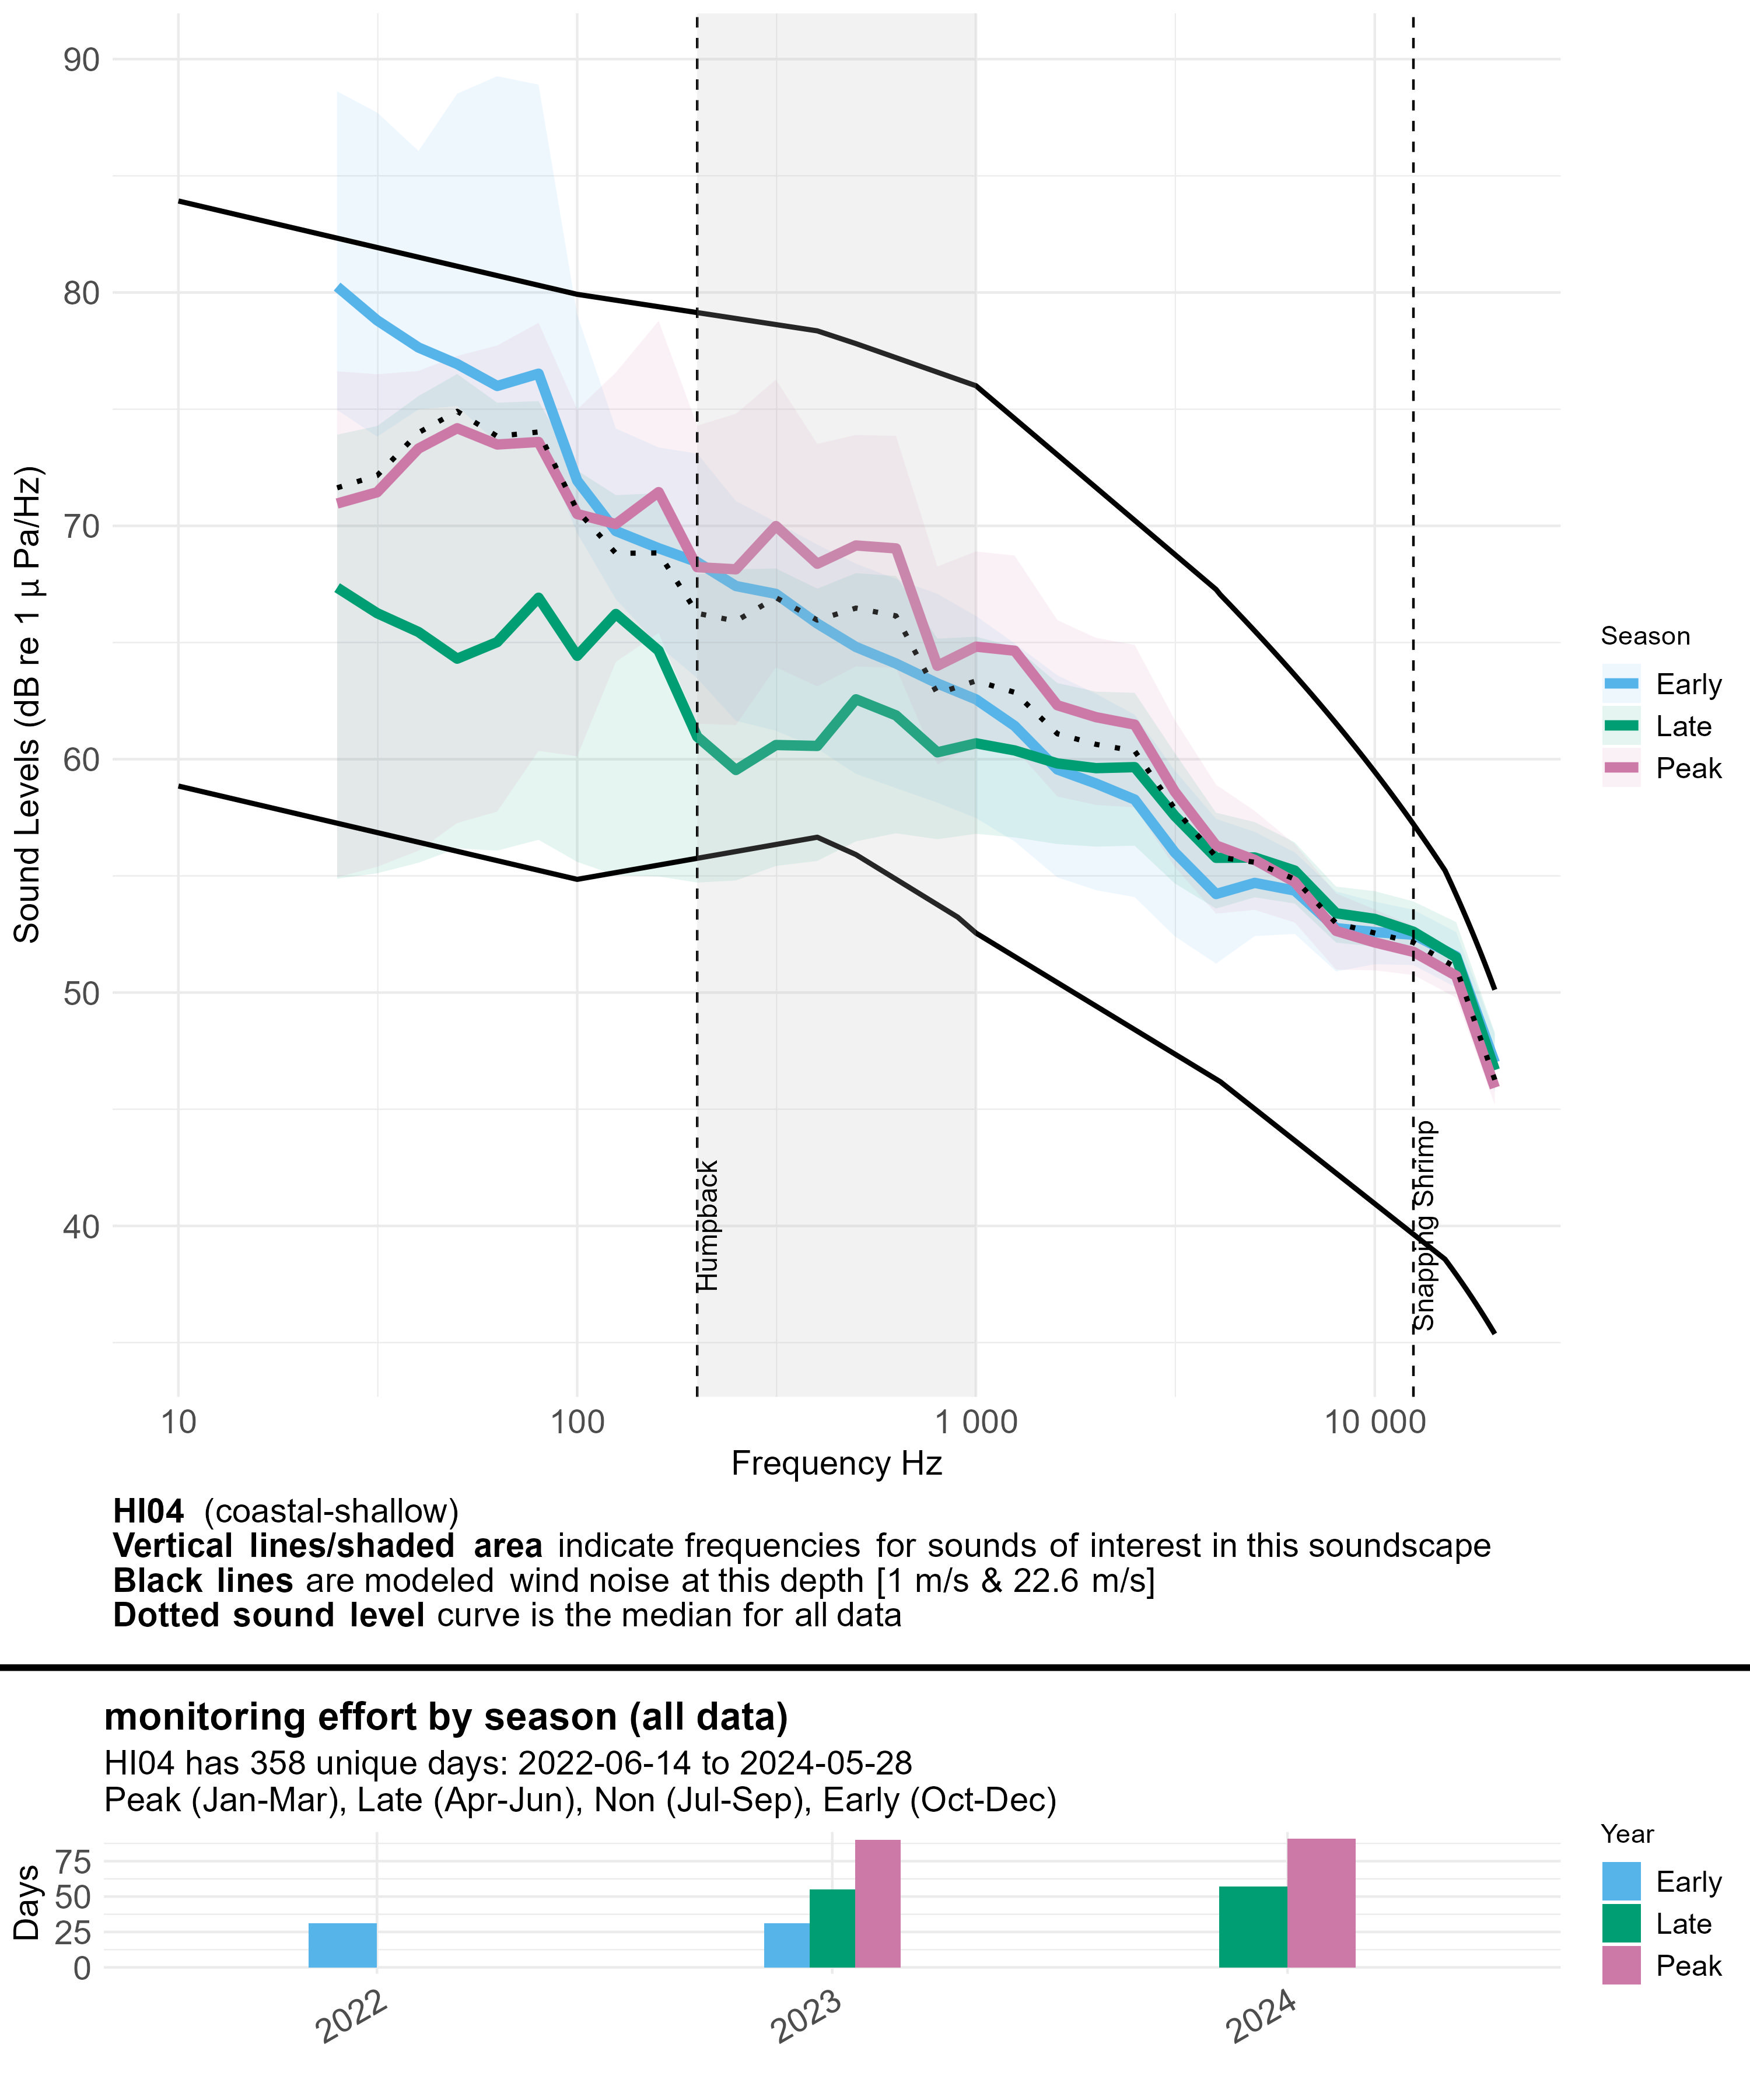 90
80
70
60
50
40
Sound Levels (dB re 1 µ Pa/Hz)
Humpback
Snapping Shrimp
10
100
1 000
10 000
Frequency Hz
Season
Early
Late
Peak
HI04 (coastal-shallow)
Vertical lines/shaded area indicate frequencies for sounds of interest in this soundscape
Black lines are modeled wind noise at this depth [1 m/s & 22.6 m/s]
Dotted sound level curve is the median for all data
monitoring effort by season (all data)
HI04 has 358 unique days: 2022-06-14 to 2024-05-28
Peak (Jan-Mar), Late (Apr-Jun), Non (Jul-Sep), Early (Oct-Dec)
Days
75
50
25
0
2022
2023
2024
Year
Early
Late
Peak